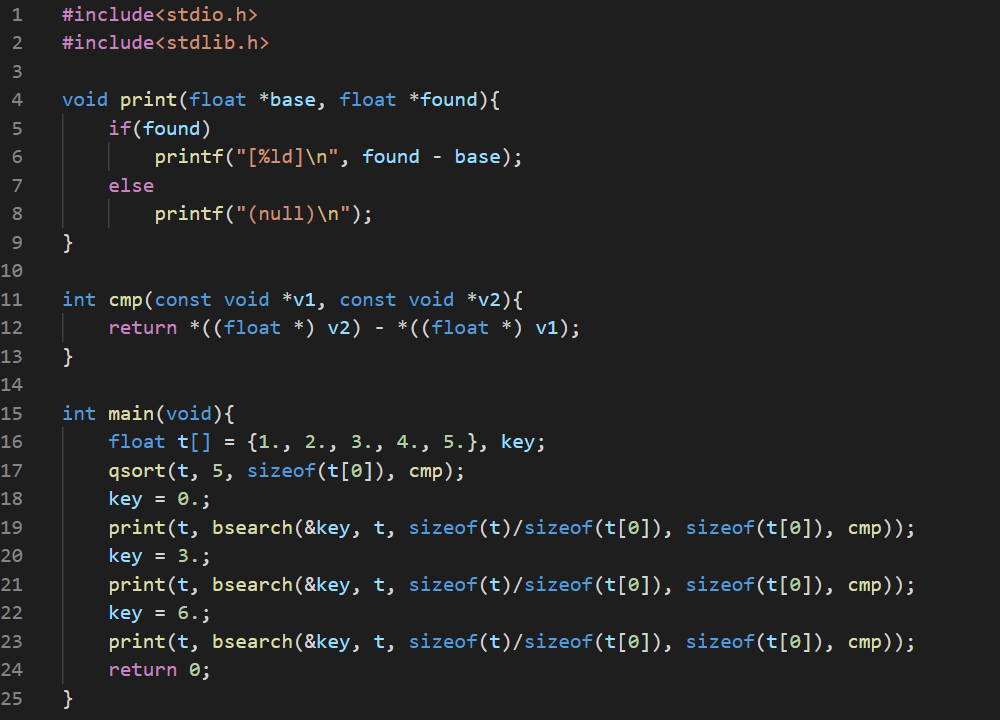 1 #include<stdio.h>
2 #include<stdlib.h>
3
4 void print(float *base, float *found){
5     if(found)
6         printf("[%ld]\n", found - base);
7     else
8         printf("(null)\n");
9 }
10
11 int cmp(const void *v1, const void *v2){
12     return *((float *) v2) - *((float *) v1);
13 }
14
15 int main(void){
16     float t[] = {1., 2., 3., 4., 5.}, key;
17     qsort(t, 5, sizeof(t[0]), cmp);
18     key = 0.;
19     print(t, bsearch(&key, t, sizeof(t)/sizeof(t[0]), sizeof(t[0]), cmp));
20     key = 3.;
21     print(t, bsearch(&key, t, sizeof(t)/sizeof(t[0]), sizeof(t[0]), cmp));
22     key = 6.;
23     print(t, bsearch(&key, t, sizeof(t)/sizeof(t[0]), sizeof(t[0]), cmp));
24     return 0;
25 }